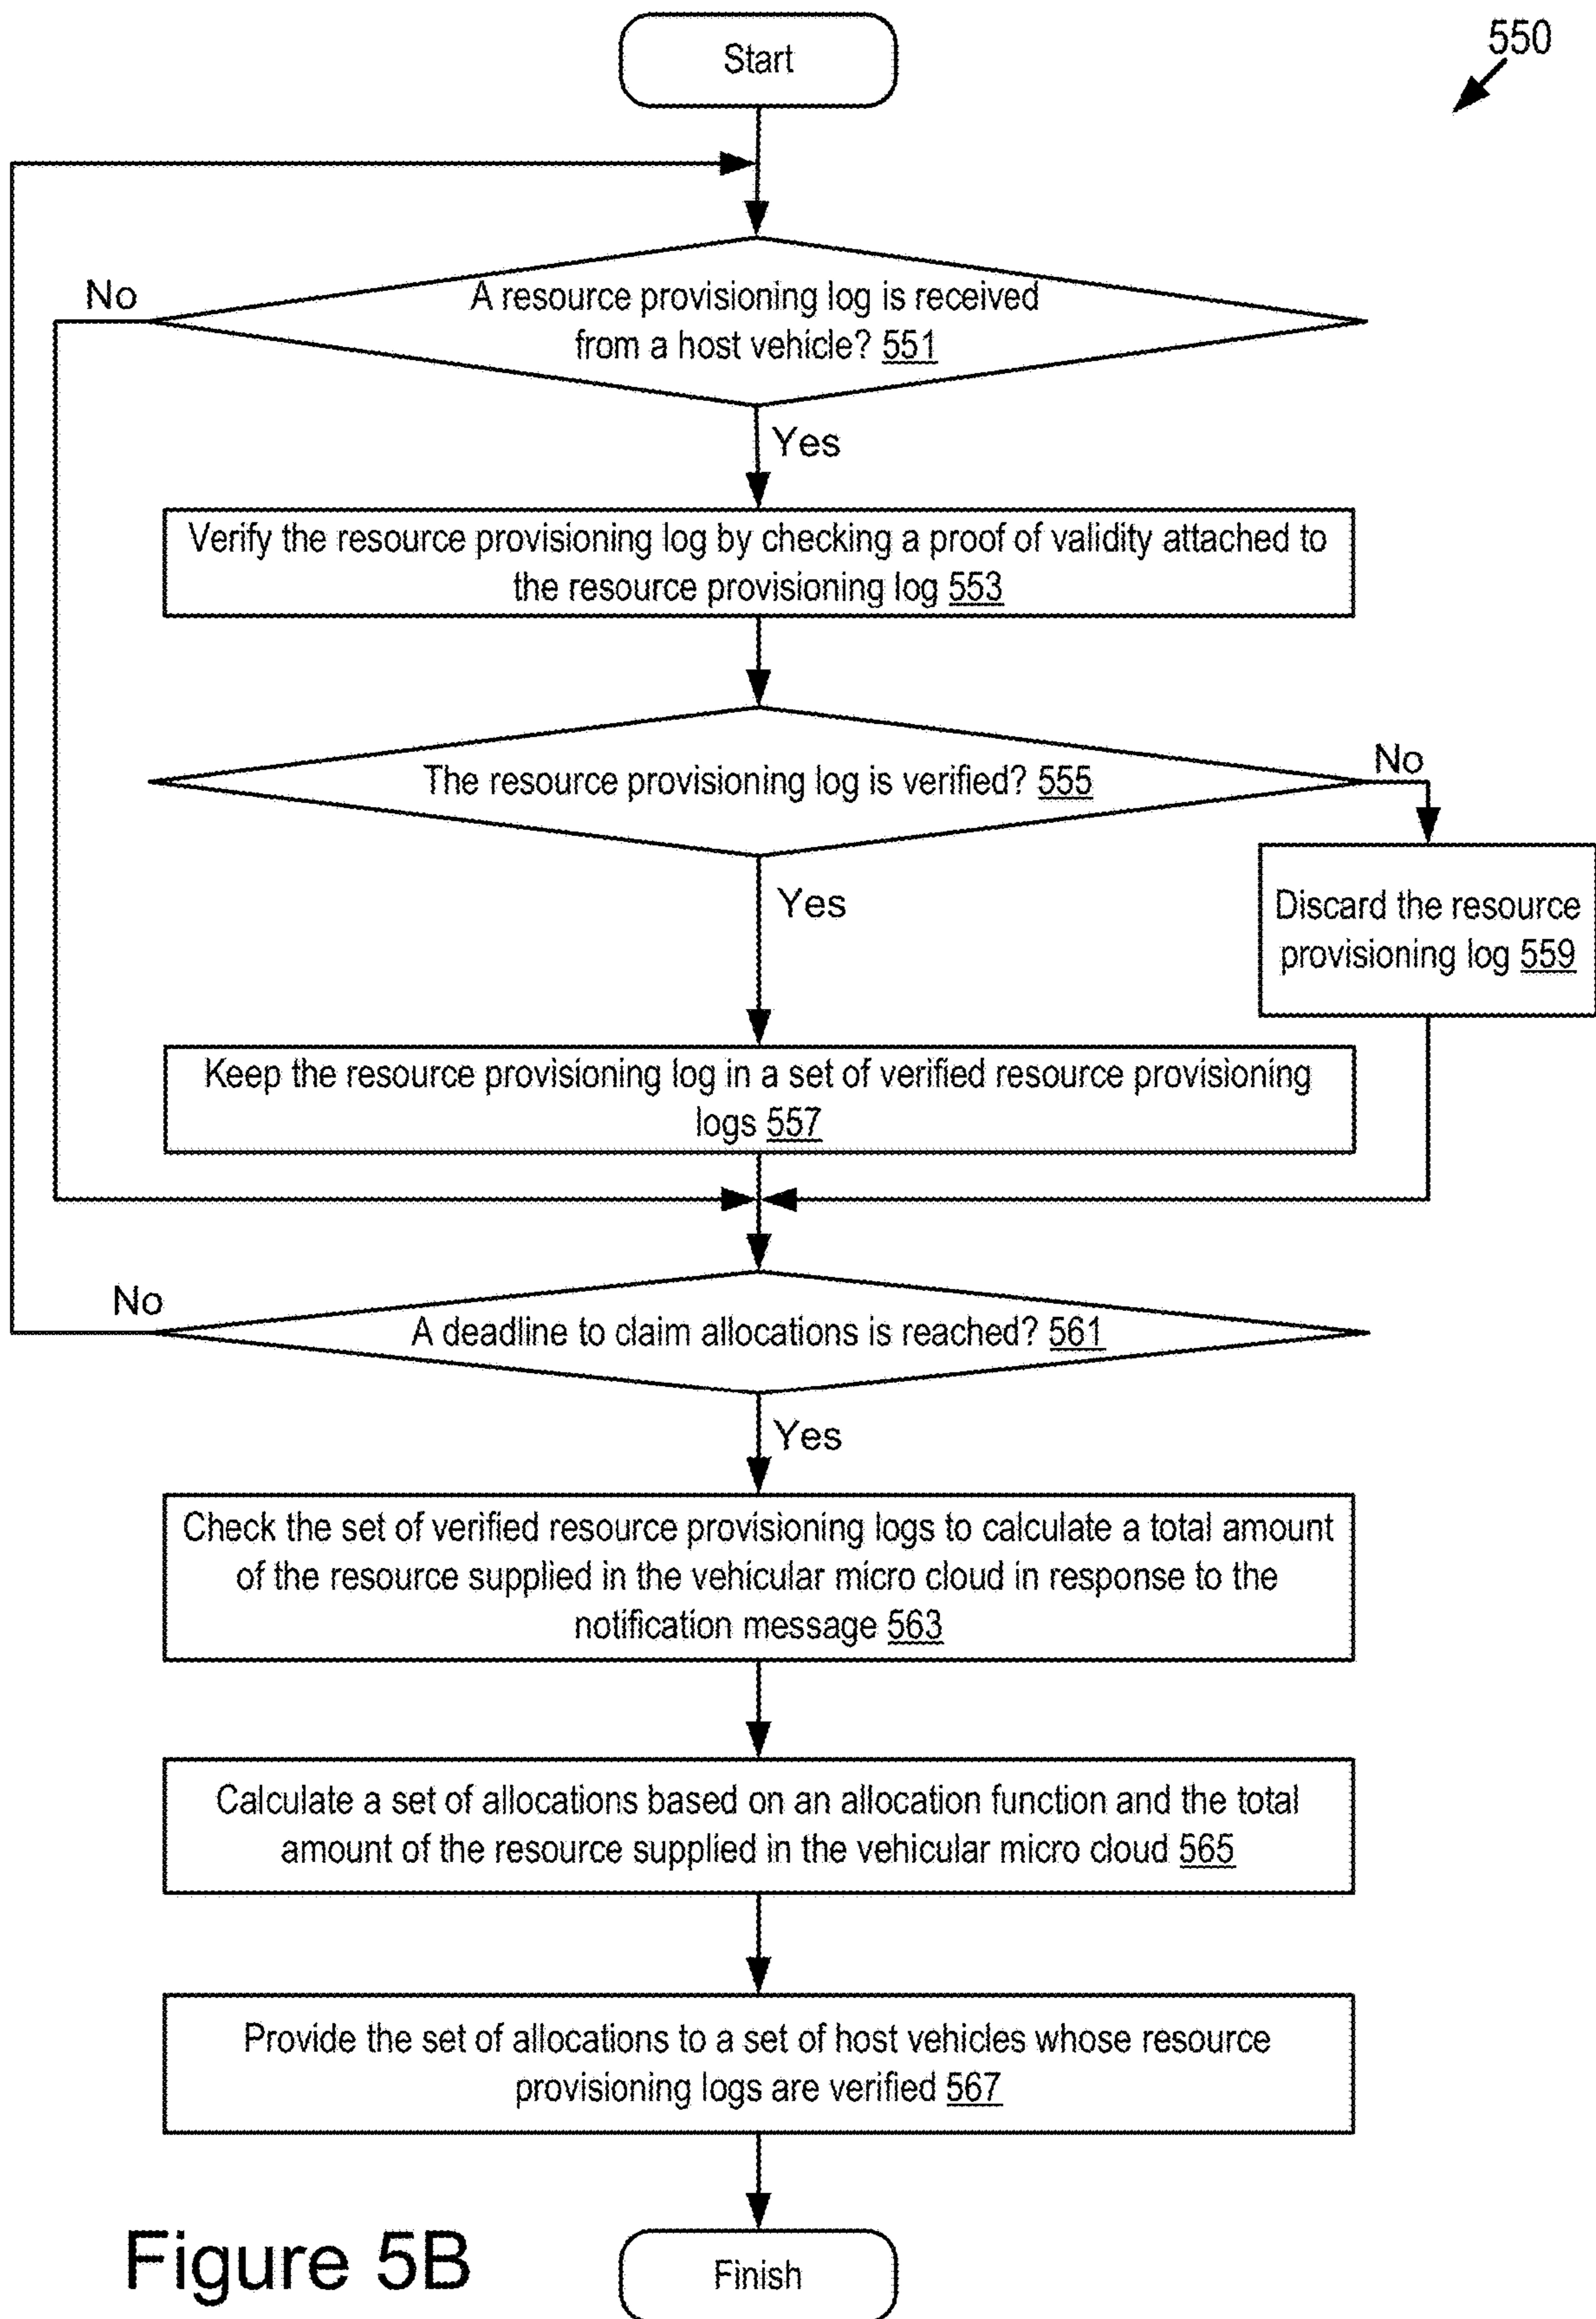 Start
550
No
A resource provisioning log is received
from a host vehicle? 551
Yes
Verify the resource provisioning log by checking a proof of validity attached to
the resource provisioning log 553
No
The resource provisioning log is verified? 555
Yes
Discard the resource
provisioning log 559
Keep the resource provisioning log in a set of verified resource provisioning
logs 557
No
A deadline to claim allocations is reached? 561
Yes
Check the set of verified resource provisioning logs to calculate a total amount
of the resource supplied in the vehicular micro cloud in response to the
notification message 563
Calculate a set of allocations based on an allocation function and the total
amount of the resource supplied in the vehicular micro cloud 565
Provide the set of allocations to a set of host vehicles whose resource
provisioning logs are verified 567
Figure 5B
Finish